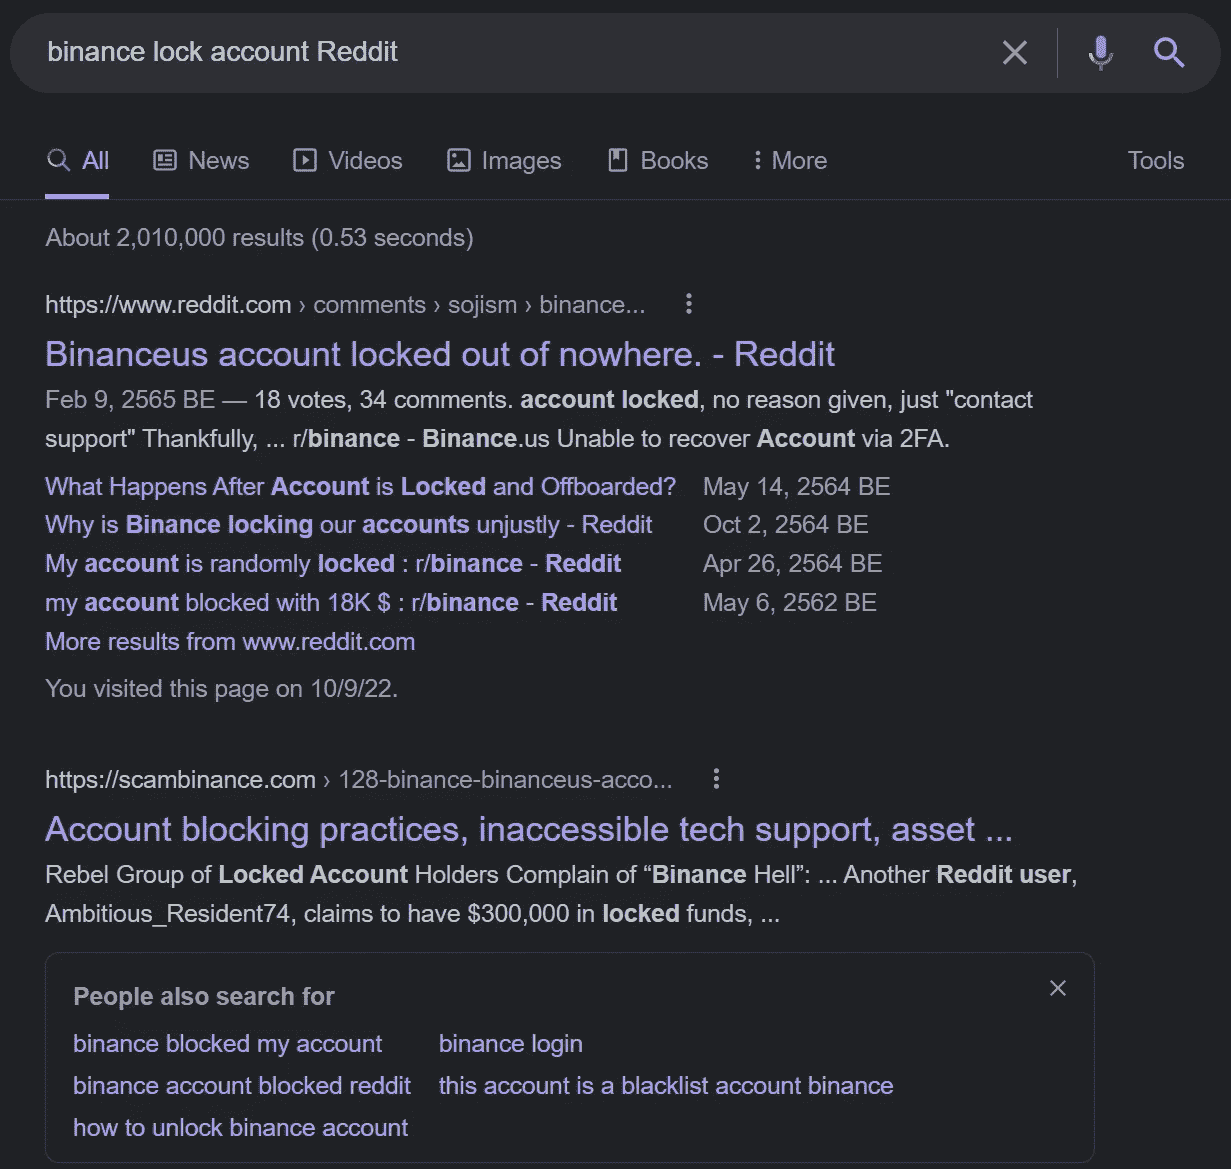 binance lock account Reddit
All News Videos Images Books More Tools
About 2,010,000 results (0.53 seconds)
https://www.reddit.com › comments › sojism › binance...
Binanceus account locked out of nowhere. - Reddit
Feb 9, 2565 BE — 18 votes, 34 comments. account locked, no reason given, just "contact
support" Thankfully, ... r/binance - Binance.us Unable to recover Account via 2FA.
What Happens After Account is Locked and Offboarded? May 14, 2564 BE
Why is Binance locking our accounts unjustly - Reddit Oct 2, 2564 BE
My account is randomly locked : r/binance - Reddit Apr 26, 2564 BE
my account blocked with 18K $ : r/binance - Reddit May 6, 2562 BE
More results from www.reddit.com
You visited this page on 10/9/22.
https://scambinance.com › 128-binance-binanceus-acco...
Account blocking practices, inaccessible tech support, asset ...
Rebel Group of Locked Account Holders Complain of “Binance Hell”: ... Another Reddit user,
Ambitious_Resident74, claims to have $300,000 in locked funds, ...
People also search for
binance blocked my account binance login
binance account blocked reddit this account is a blacklist account binance
how to unlock binance account